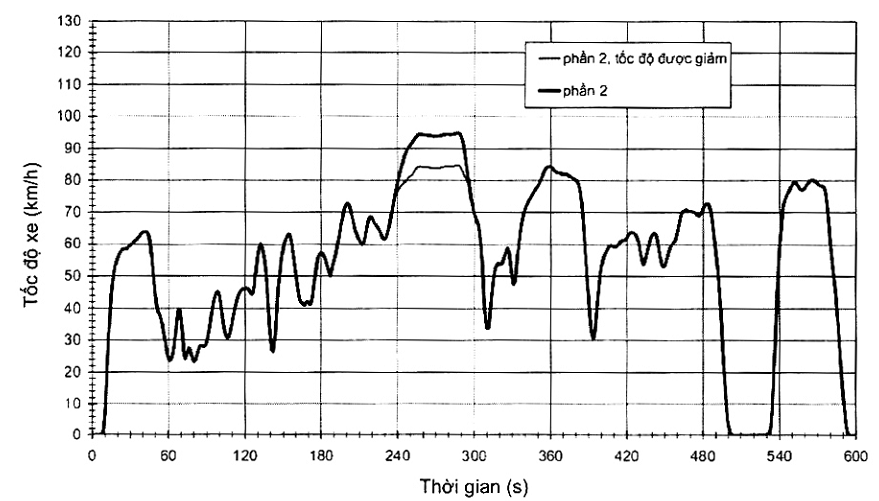 130
120
110
100
90
80
70
60
50
40
30
20
10
0
Tốc độ xe (km/h)
phần 2, tốc độ được giảm
phần 2
0 60 120 180 240 300 360 420 480 540 600
Thời gian (s)